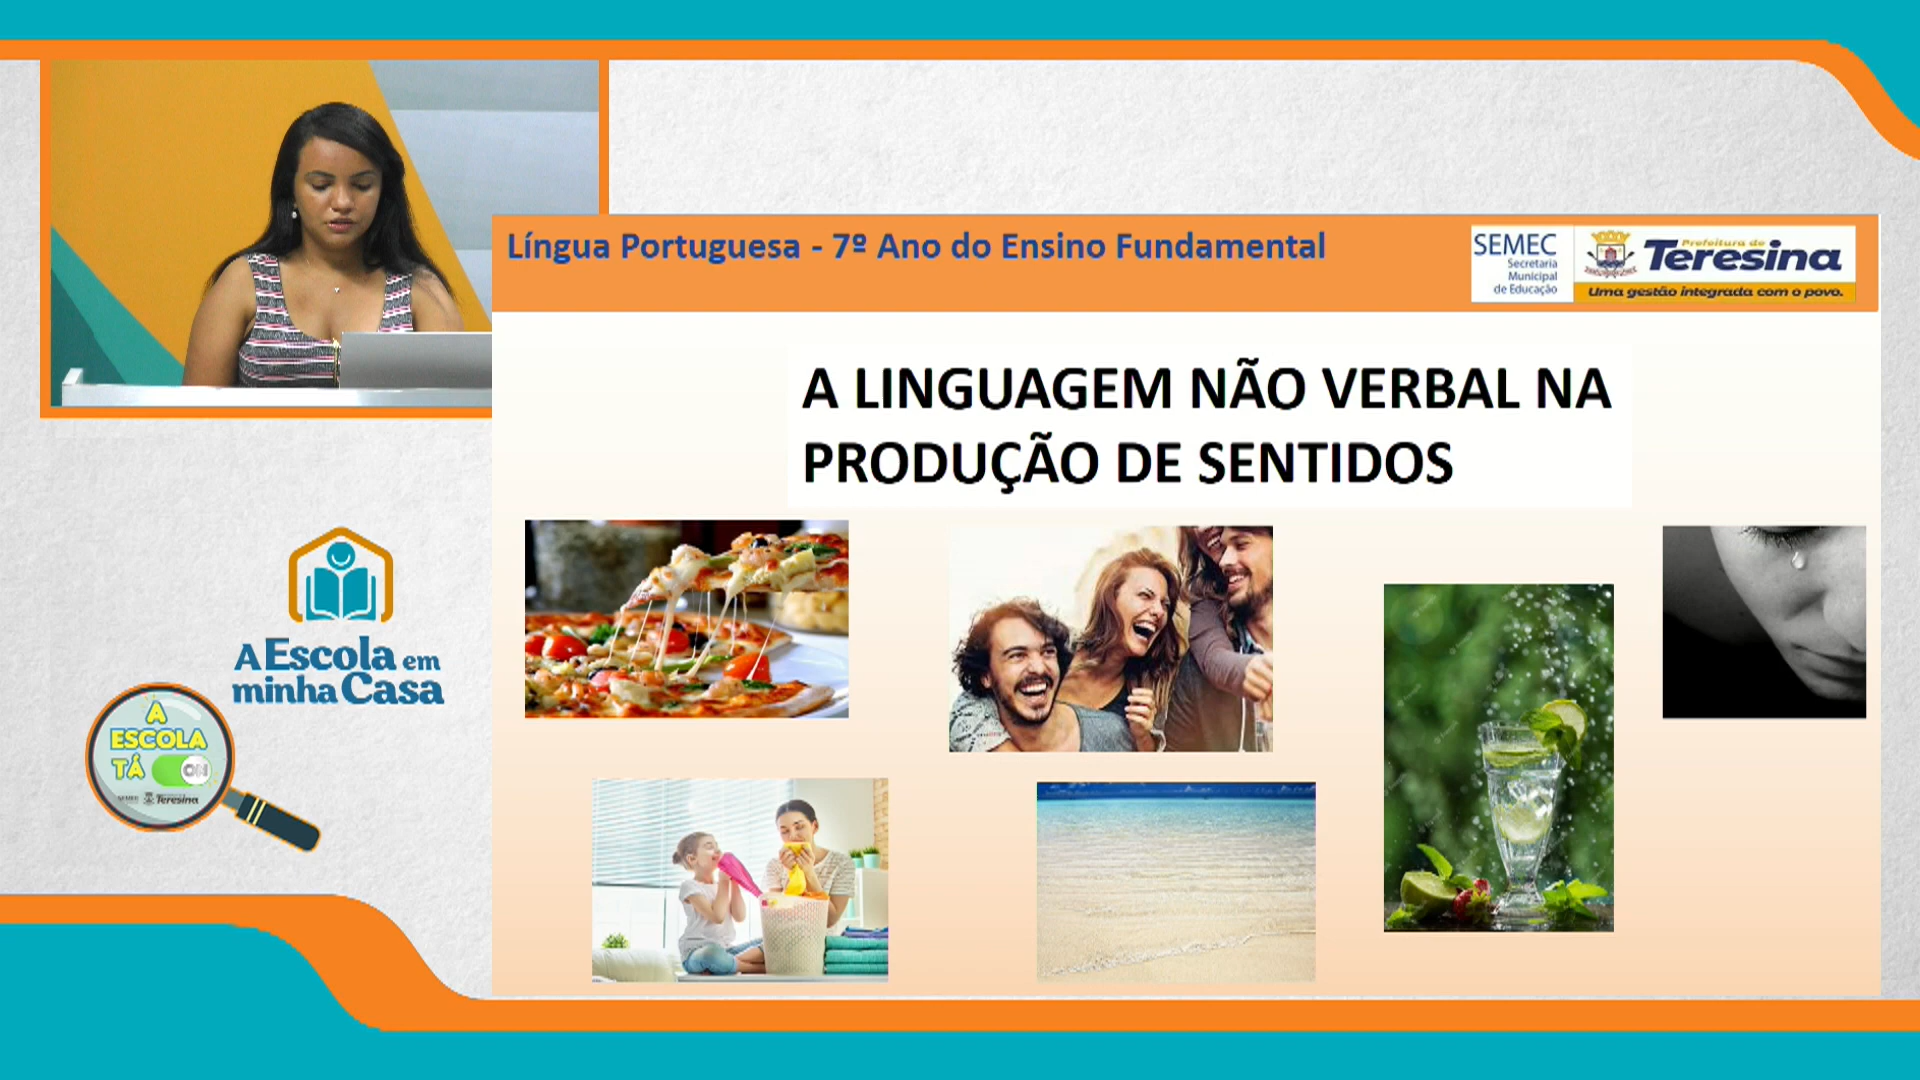 Língua Portuguesa - 7º Ano do Ensino Fundamental
SEMEC
Secretaria
Municipal
de Educação
Prefeitura de
Teresina
Uma gestão integrada com o povo.
A LINGUAGEM NÃO VERBAL NA
PRODUÇÃO DE SENTIDOS
A Escola em
minha Casa
A
ESCOLA
TÁ ON
SEMEC Teresina